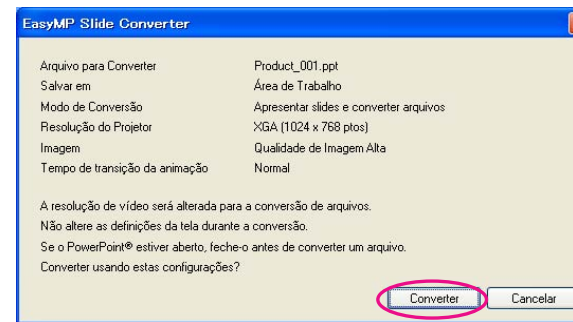 EasyMP Slide Converter
Arquivo para Converter Product_001.ppt
Salvar em Área de Trabalho
Modo de Conversão Apresentar slides e converter arquivos
Resolução do Projetor XGA (1024 x 768 ptos)
Imagem Qualidade de Imagem Alta
Tempo de transição da animação Normal
A resolução de vídeo será alterada para a conversão de arquivos.
Não altere as definições da tela durante a conversão.
Se o PowerPoint® estiver aberto, feche-o antes de converter um arquivo.
Converter usando estas configurações?
Converter Cancelar